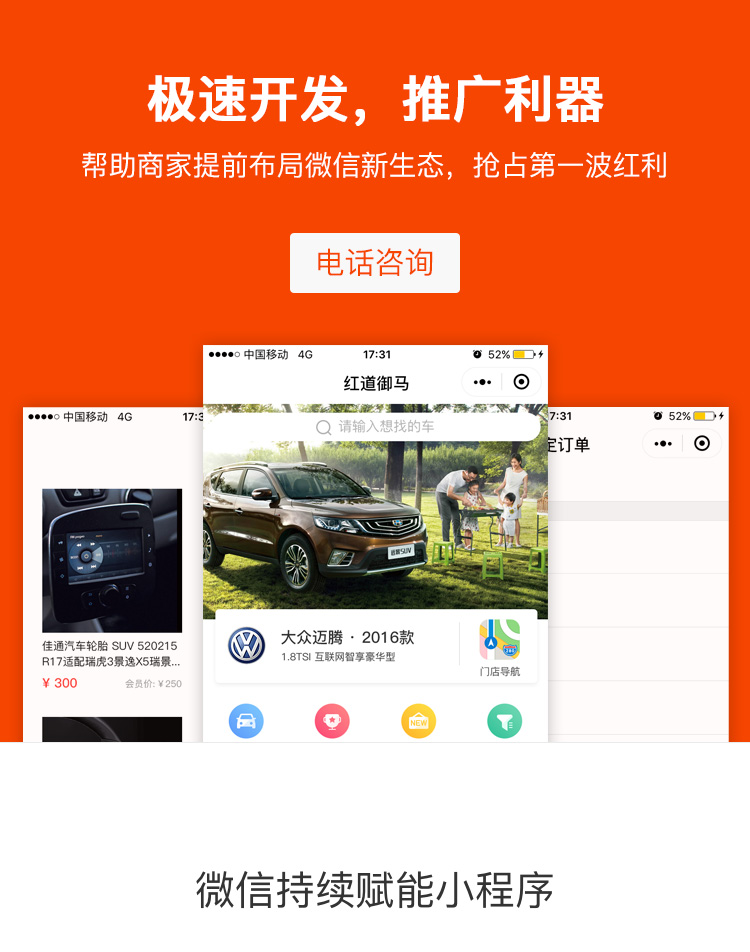 极速开发，推广利器
帮助商家提前布局微信新生态，抢占第一波红利
电话咨询
中国移动 4G 17:31 52%
红道御马
请输入想找的车
大众迈腾 · 2016款
1.8TSI 互联网智享豪华型
门店导航
NEW
中国移动 4G 17:3
佳通汽车轮胎 SUV 520215
R17适配瑞虎3景逸X5瑞景...
¥ 300 会员价: ¥ 250
7:31 52%
定订单
微信持续赋能小程序